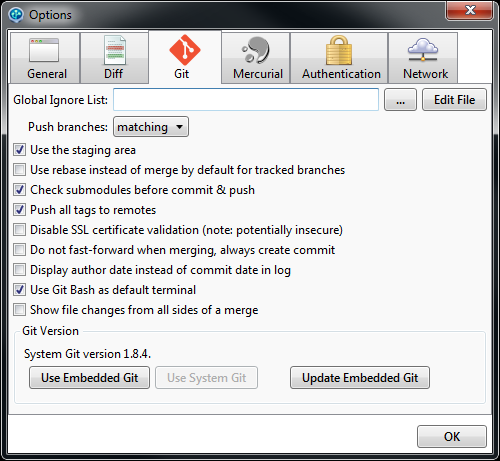 Options
General Diff Git Mercurial Authentication Network
Global Ignore List: ... Edit File
Push branches: matching
Use the staging area
Use rebase instead of merge by default for tracked branches
Check submodules before commit & push
Push all tags to remotes
Disable SSL certificate validation (note: potentially insecure)
Do not fast-forward when merging, always create commit
Display author date instead of commit date in log
Use Git Bash as default terminal
Show file changes from all sides of a merge
Git Version
System Git version 1.8.4.
Use Embedded Git Use System Git Update Embedded Git
OK